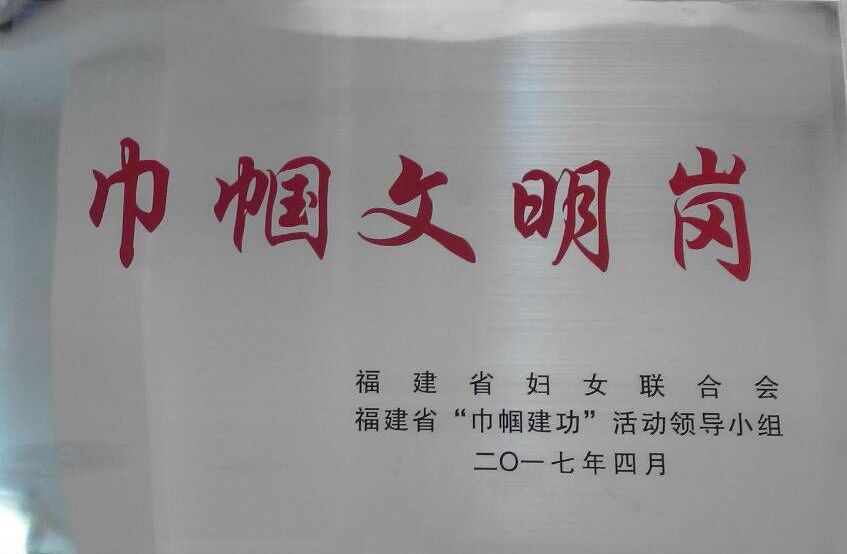 巾帼文明岗
福建省妇女联合会
福建省“巾帼建功”活动领导小组
二〇一七年四月